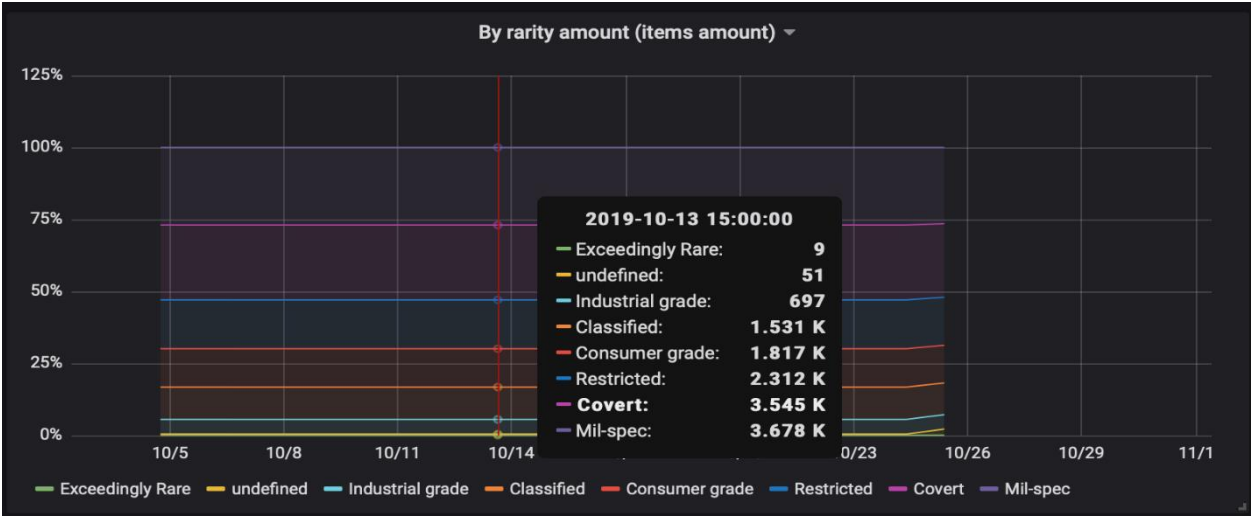 By rarity amount (items amount)
125%
100%
75%
50%
25%
0%
2019-10-13 15:00:00
Exceedingly Rare: 9
undefined: 51
Industrial grade: 697
Classified: 1.531 K
Consumer grade: 1.817 K
Restricted: 2.312 K
Covert: 3.545 K
Mil-spec: 3.678 K
10/5 10/8 10/11 10/14 0/23 10/26 10/29 11/1
Exceedingly Rare undefined Industrial grade Classified Consumer grade Restricted Covert Mil-spec